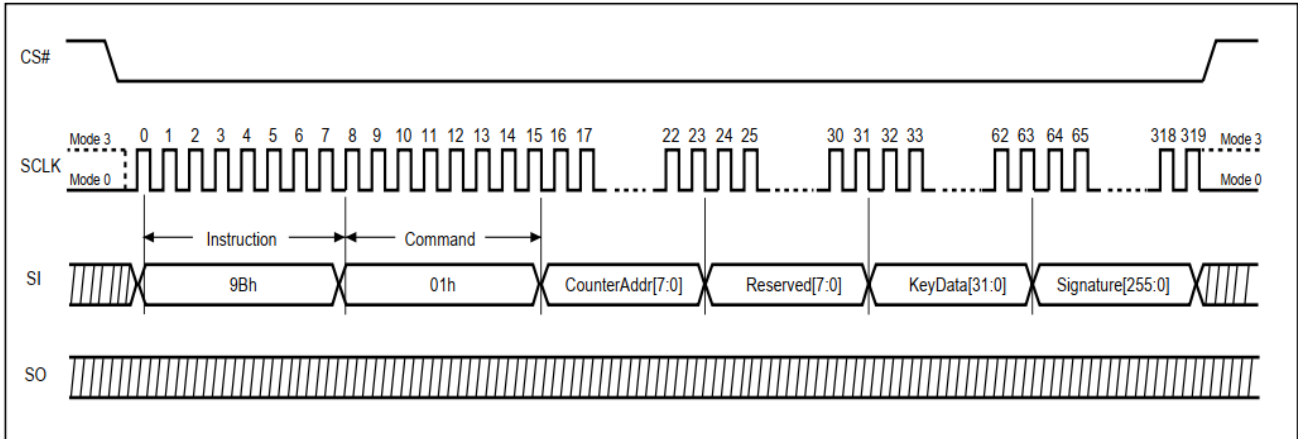 CS#
Mode 3 0 1 2 3 4 5 6 7 8 9 10 11 12 13 14 15 16 17 22 23 24 25 30 31 32 33 62 63 64 65 318 319 Mode 3
SCLK
Mode 0 Mode 0
Instruction Command
SI 9Bh 01h CounterAddr[7:0] Reserved[7:0] KeyData[31:0] Signature[255:0]
SO